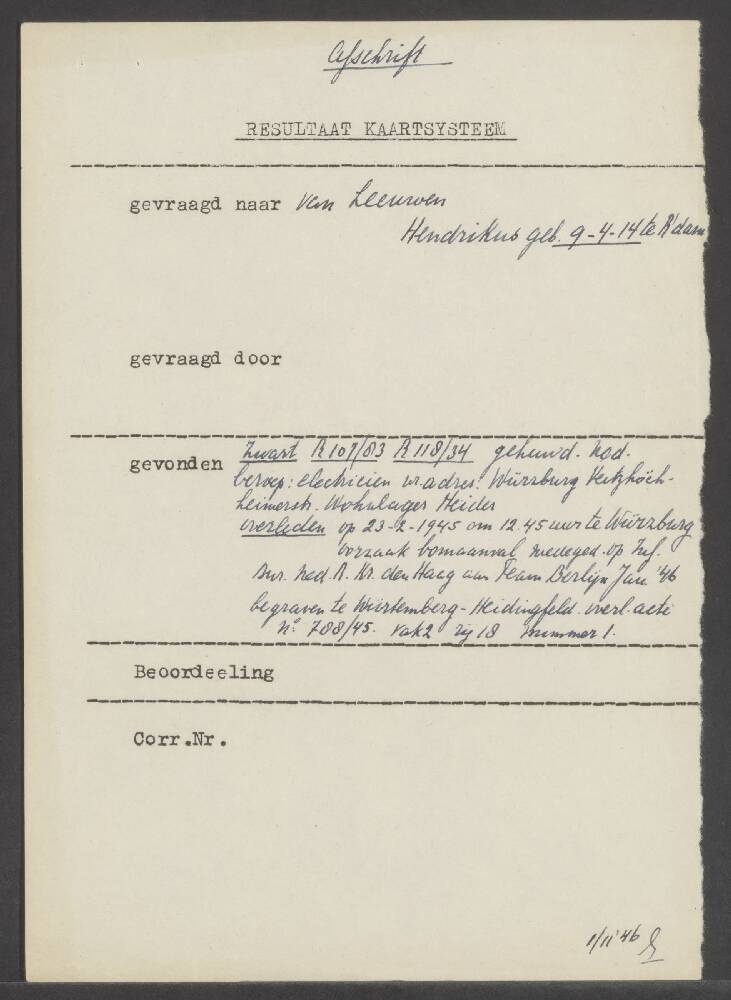 Afschrift
RESULTAAT KAARTSYSTEEM
gevraagd naar van Leeuwen
Hendrikus geb. 9-4-14 te R'dam
gevraagd door
gevonden Zwart R 107/83 R 118/34 gehuwd. Ned.
beroep: electricien w. adres: Würzburg Veitzhöch-
heimerstr. Wohnlager Heider
overleden op 23-2-1945 om 12.45 uur te Würzburg
oorzaak bomaanval medeged. op Inf.
Bur. Ned. R. Kr. den Haag aan Team Berlijn Jan '46
begraven te Würtemberg-Heidingfeld. overl. acte
No 708/45. vak 2 rij 18 nummer 1.
Beoordeeling
Corr.Nr.
1/11 '46